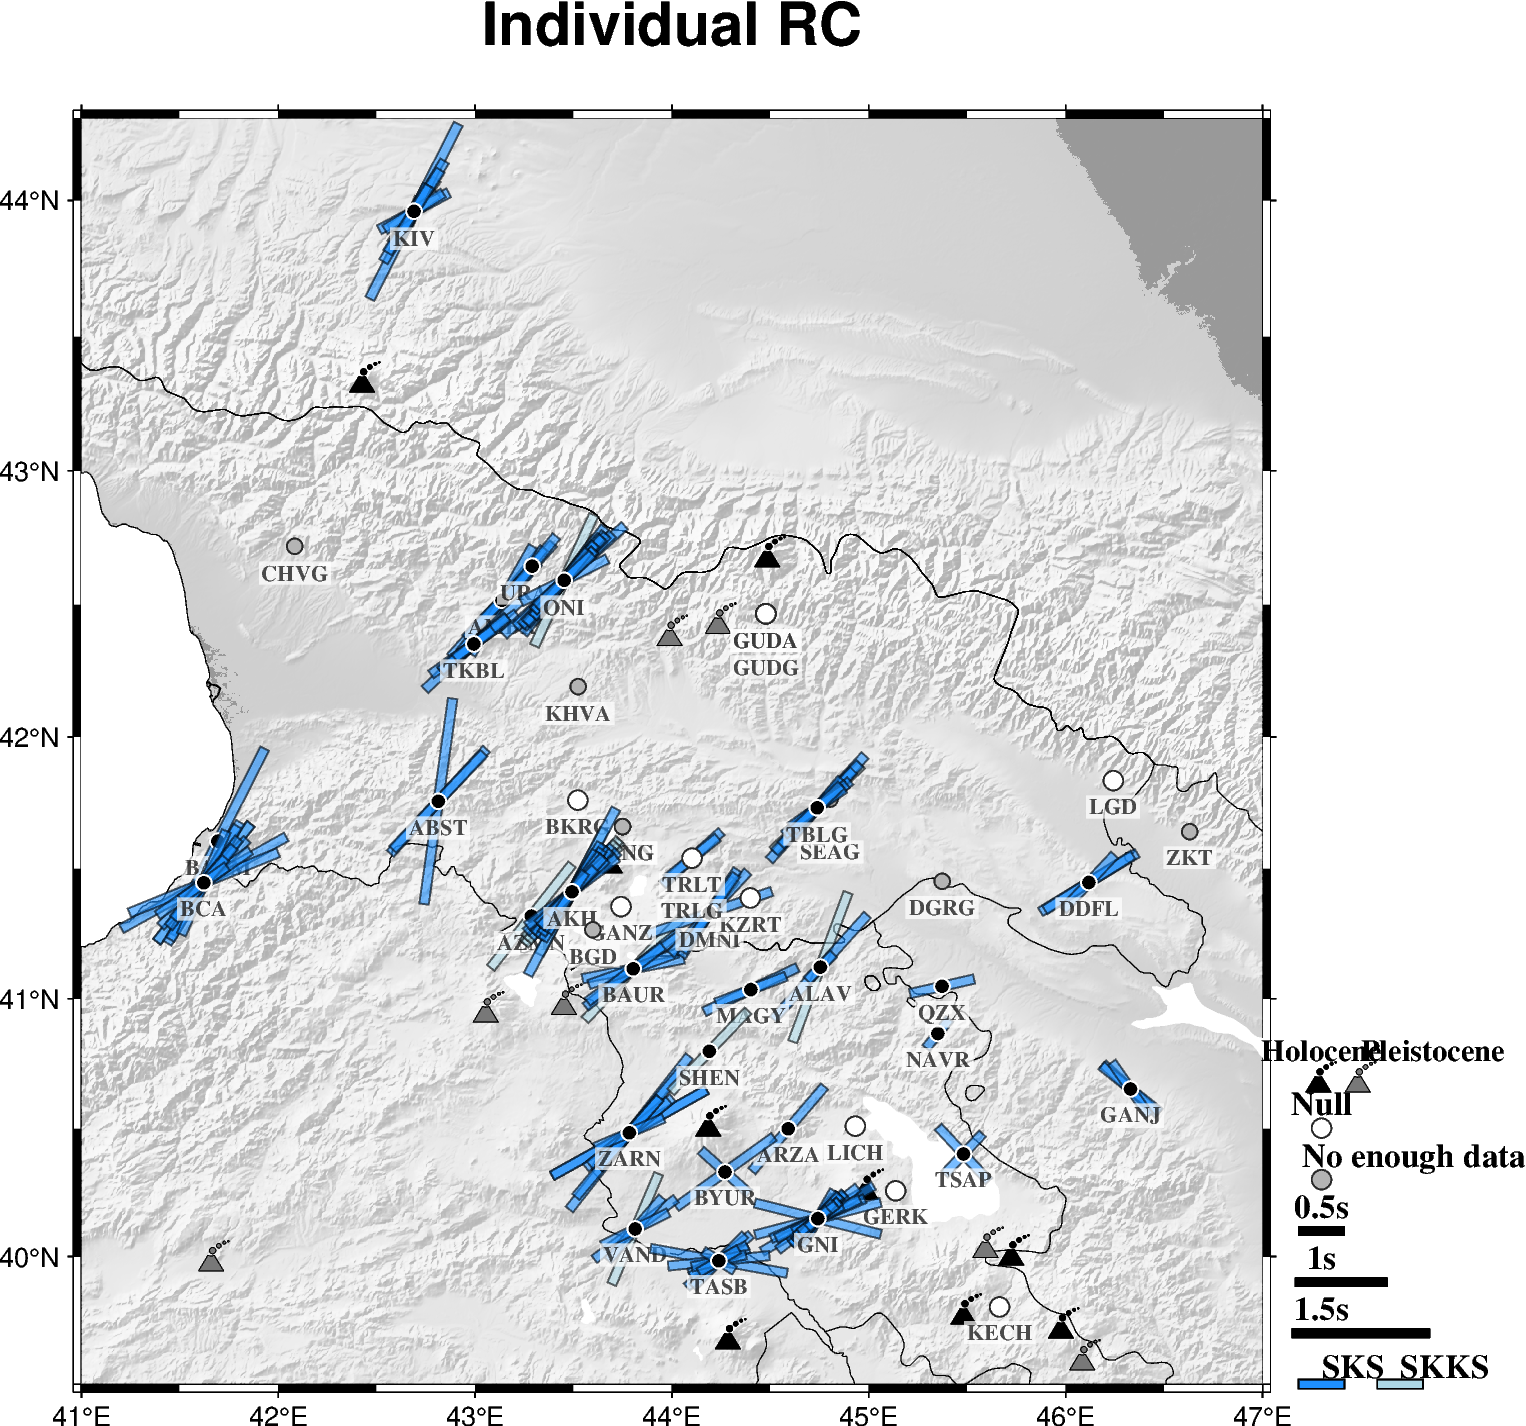 Individual RC
44°N
KIV
43°N
CHVG
ONI
GUDA
GUDG
TKBL
KHVA
42°N
LGD
ABST
BKRG
TBLG
SEAG
ZKT
TRLT
BCA
TRLG
DGRG
DDFL
AKH
KZRT
GANZ
DMNI
BGD
41°N
BAUR
ALAV
MAGY
QZX
NAVR
Holocene
Pleistocene
SHEN
Null
GANJ
ZARN
ARZA
LICH
No enough data
TSAP
BYUR
0.5s
GERK
GNI
40°N
VAND
1s
TASB
1.5s
KECH
SKS
SKKS
41°E
42°E
43°E
44°E
45°E
46°E
47°E